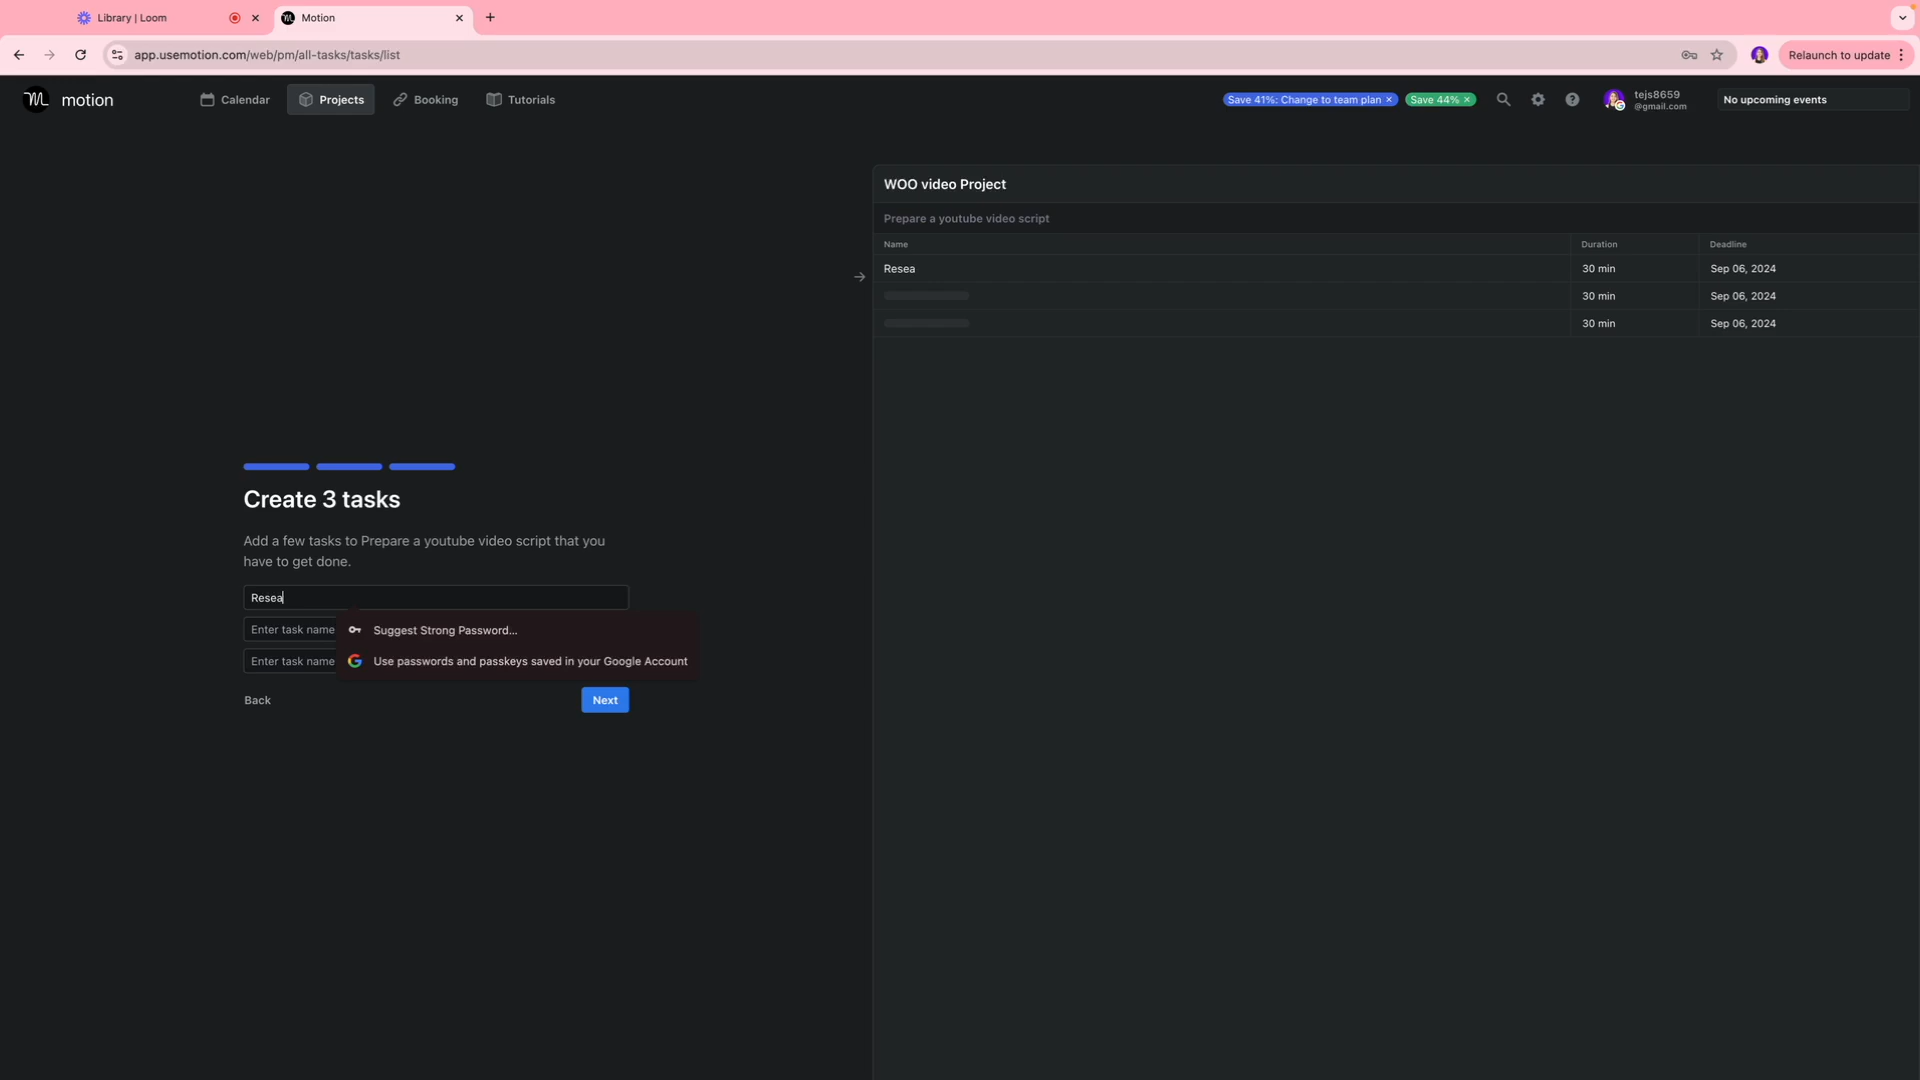 Library | Loom
Motion
app.usemotion.com/web/pm/all-tasks/tasks/list
Relaunch to update
motion
Calendar
Projects
Booking
Tutorials
Save 41%: Change to team plan ×
Save 44% ×
tejs8659
@gmail.com
No upcoming events
WOO video Project
Prepare a youtube video script
Name Duration Deadline
Resea 30 min Sep 06, 2024
30 min Sep 06, 2024
30 min Sep 06, 2024
Create 3 tasks
Add a few tasks to Prepare a youtube video script that you
have to get done.
Resea
Enter task name
Suggest Strong Password...
Enter task name
Use passwords and passkeys saved in your Google Account
Back
Next